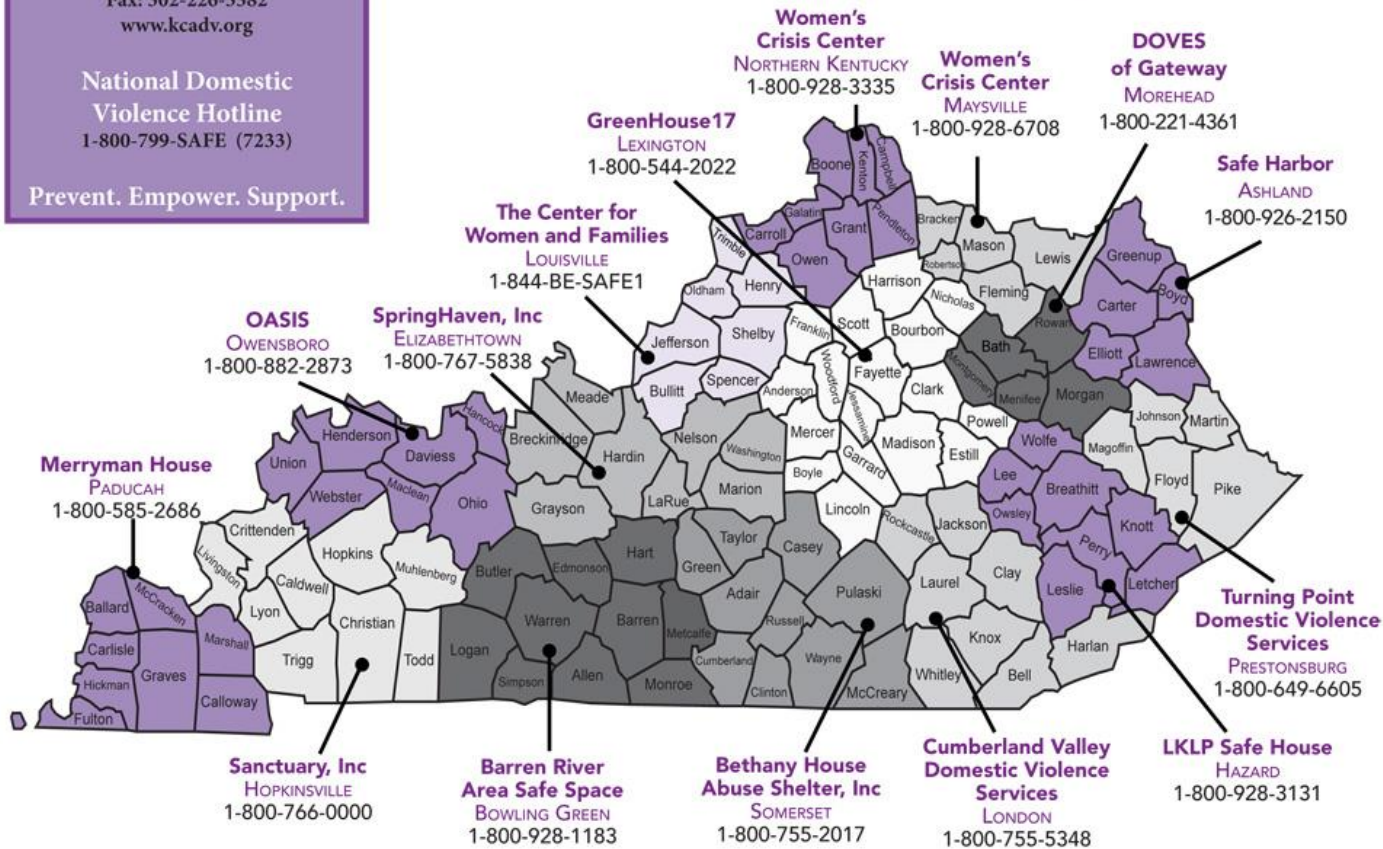 Fax: 502-226-5382
www.kcadv.org
National Domestic
Violence Hotline
1-800-799-SAFE (7233)
Prevent. Empower. Support.
Women's
Crisis Center
Northern Kentucky
1-800-928-3335
Women's
Crisis Center
Maysville
1-800-928-6708
DOVES
of Gateway
Morehead
1-800-221-4361
GreenHouse17
Lexington
1-800-544-2022
Safe Harbor
Ashland
1-800-926-2150
The Center for
Women and Families
Louisville
1-844-BE-SAFE1
SpringHaven, Inc
Elizabethtown
1-800-767-5838
OASIS
Owensboro
1-800-882-2873
Merryman House
Paducah
1-800-585-2686
Boone
Kenton
Campbell
Galatin
Carroll
Grant
Pendleton
Owen
Trimble
Bracken
Mason
Robertson
Lewis
Fleming
Greenup
Boyd
Carter
Rowan
Elliott
Lawrence
Oldham
Henry
Harrison
Nicholas
Jefferson
Shelby
Franklin
Scott
Bourbon
Bath
Montgomery
Menifee
Morgan
Bullitt
Spencer
Anderson
Woodford
Fayette
Clark
Jessamine
Powell
Johnson
Martin
Magoffin
Meade
Breckinridge
Hardin
Nelson
Washington
Mercer
Boyle
Garrard
Madison
Estill
Wolfe
Lee
Breathitt
Floyd
Pike
Hancock
Henderson
Daviess
Union
Webster
Maclean
Ohio
Grayson
LaRue
Marion
Lincoln
Rockcastle
Jackson
Owsley
Knott
Perry
Leslie
Letcher
Crittenden
Livingston
Hopkins
Caldwell
Muhlenberg
Lyon
Christian
Trigg
Todd
Butler
Edmonson
Hart
Green
Taylor
Casey
Adair
Pulaski
Laurel
Clay
Warren
Barren
Metcalfe
Russell
Logan
Simpson
Allen
Monroe
Cumberland
Clinton
Wayne
McCreary
Whitley
Knox
Bell
Harlan
Ballard
McCracken
Carlisle
Marshall
Graves
Hickman
Fulton
Calloway
Turning Point
Domestic Violence
Services
Prestonsburg
1-800-649-6605
Sanctuary, Inc
Hopkinsville
1-800-766-0000
Barren River
Area Safe Space
Bowling Green
1-800-928-1183
Bethany House
Abuse Shelter, Inc
Somerset
1-800-755-2017
Cumberland Valley
Domestic Violence
Services
London
1-800-755-5348
LKLP Safe House
Hazard
1-800-928-3131